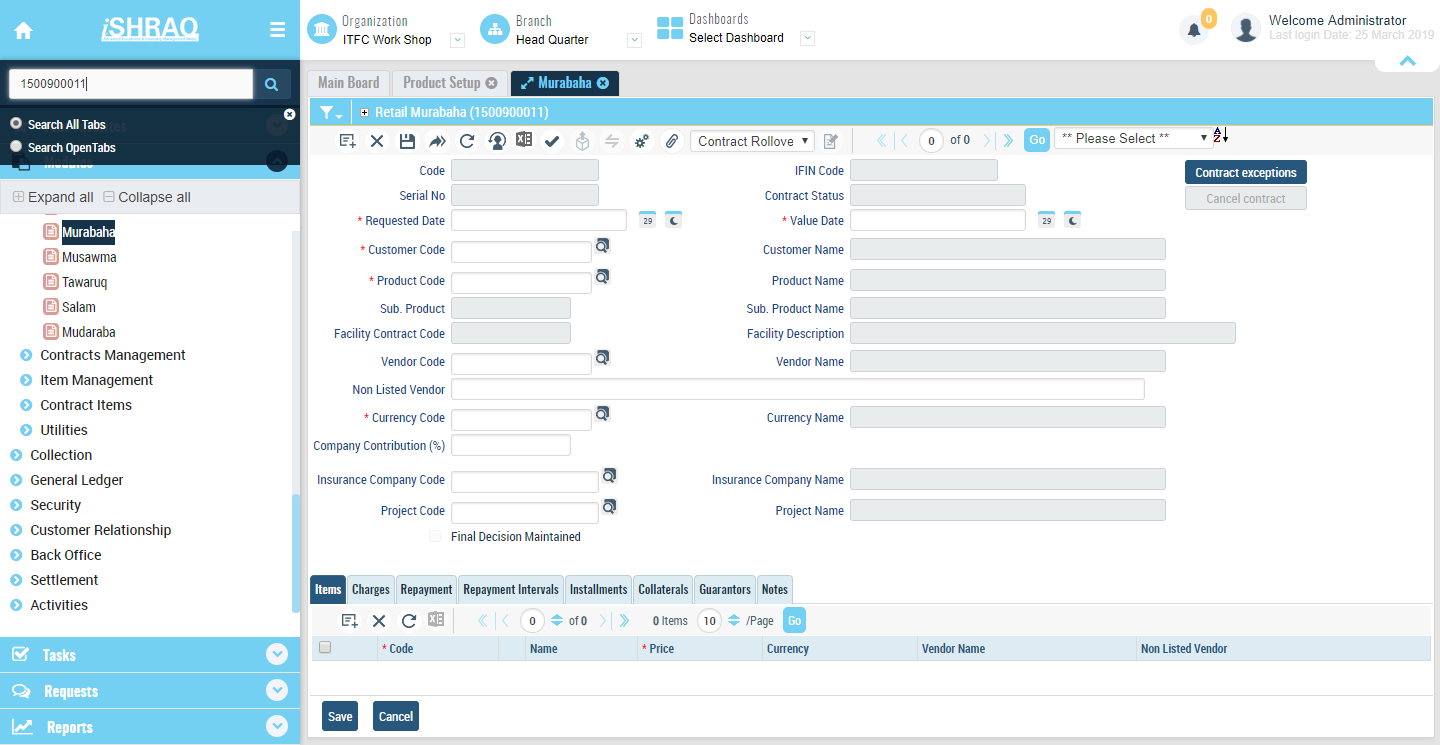 iSHRAQ
Organization
ITFC Work Shop
Branch
Head Quarter
Dashboards
Select Dashboard
0
Welcome Administrator
Last login Date: 25 March 2019
1500900011
Search All Tabs
Search OpenTabs
Modules
Expand all
Collapse all
Murabaha
Musawma
Tawaruq
Salam
Mudaraba
Contracts Management
Item Management
Contract Items
Utilities
Collection
General Ledger
Security
Customer Relationship
Back Office
Settlement
Activities
Tasks
Requests
Reports
Main Board
Product Setup
Murabaha
Retail Murabaha (1500900011)
Contract Rollove
0
of 0
Go
** Please Select **
Code
IFIN Code
Contract exceptions
Serial No
Contract Status
Cancel contract
* Requested Date
29
* Value Date
29
* Customer Code
Customer Name
* Product Code
Product Name
Sub. Product
Sub. Product Name
Facility Contract Code
Facility Description
Vendor Code
Vendor Name
Non Listed Vendor
* Currency Code
Currency Name
Company Contribution (%)
Insurance Company Code
Insurance Company Name
Project Code
Project Name
Final Decision Maintained
Items
Charges
Repayment
Repayment Intervals
Installments
Collaterals
Guarantors
Notes
0
of 0
0 Items
10
/Page
Go
* Code
Name
* Price
Currency
Vendor Name
Non Listed Vendor
Save
Cancel